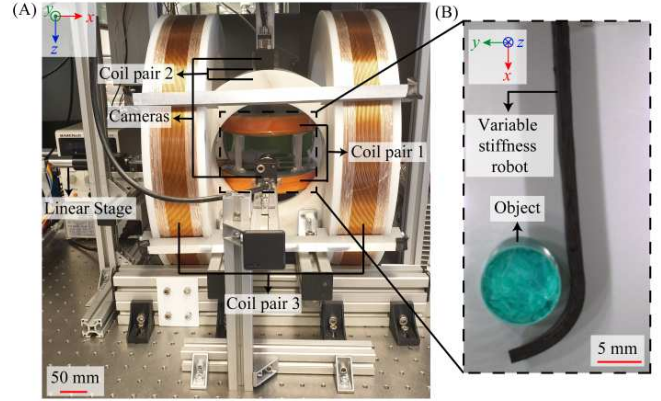 (A)
y
x
z
Coil pair 2
Cameras
Coil pair 1
Linear Stage
Coil pair 3
50 mm
(B)
y
z
x
Variable
stiffness
robot
Object
5 mm